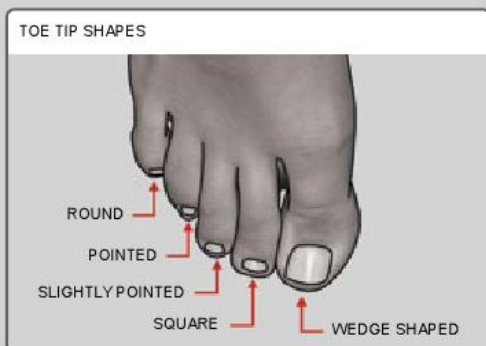 TOE TIP SHAPES
ROUND
POINTED
SLIGHTLY POINTED
SQUARE
WEDGE SHAPED